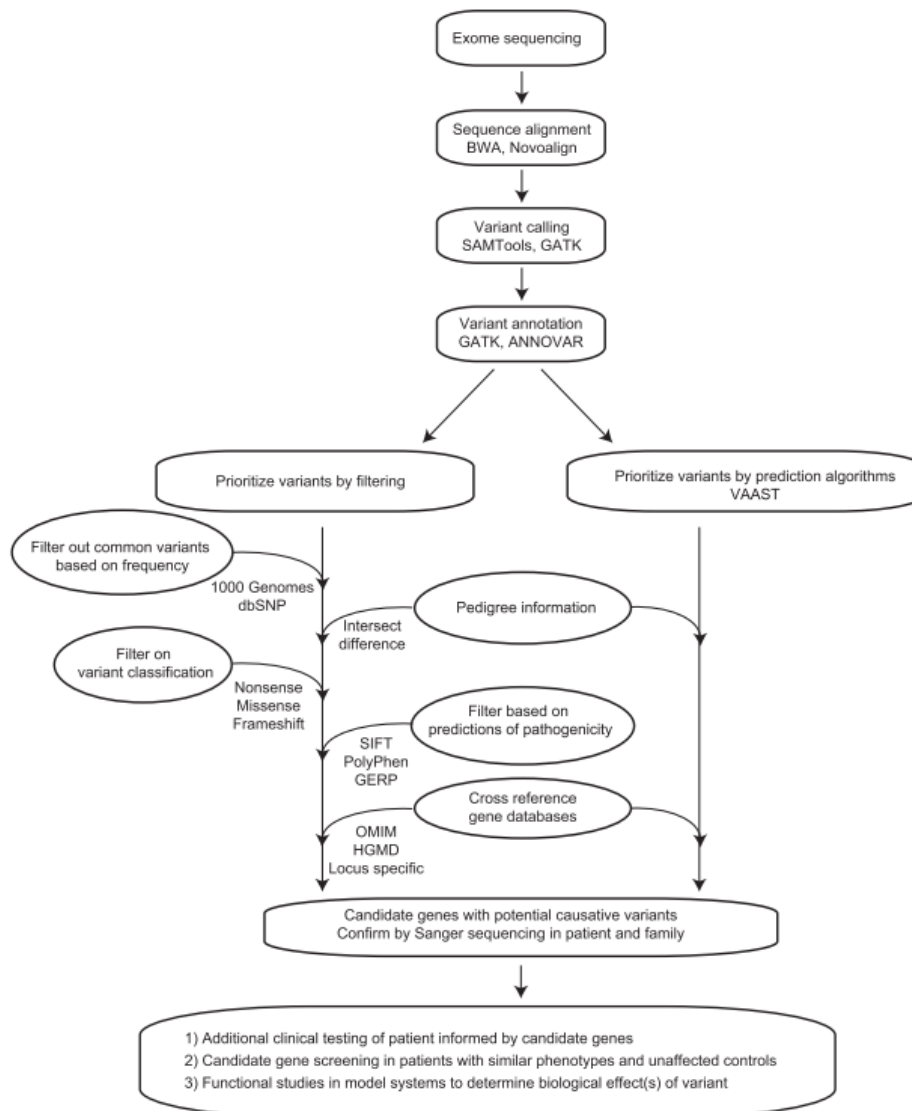 Exome sequencing
Sequence alignment
BWA, Novoalign
Variant calling
SAMTools, GATK
Variant annotation
GATK, ANNOVAR
Prioritize variants by filtering
Prioritize variants by prediction algorithms
VAAST
Filter out common variants
based on frequency
1000 Genomes
dbSNP
Pedigree information
Intersect
difference
Filter on
variant classification
Nonsense
Missense
Frameshift
Filter based on
predictions of pathogenicity
SIFT
PolyPhen
GERP
Cross reference
gene databases
OMIM
HGMD
Locus specific
Candidate genes with potential causative variants
Confirm by Sanger sequencing in patient and family
1) Additional clinical testing of patient informed by candidate genes
2) Candidate gene screening in patients with similar phenotypes and unaffected controls
3) Functional studies in model systems to determine biological effect(s) of variant